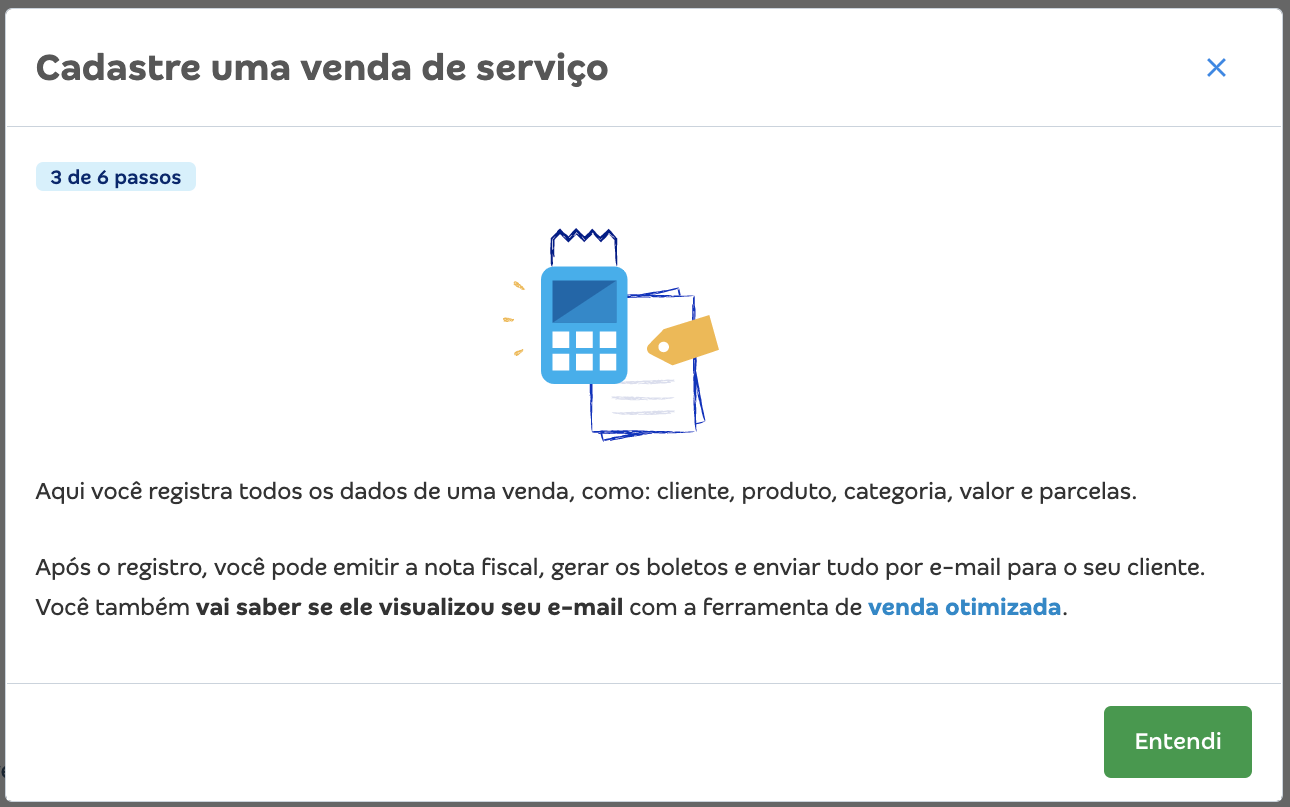 Cadastre uma venda de serviço
3 de 6 passos
Aqui você registra todos os dados de uma venda, como: cliente, produto, categoria, valor e parcelas.
Após o registro, você pode emitir a nota fiscal, gerar os boletos e enviar tudo por e-mail para o seu cliente.
Você também vai saber se ele visualizou seu e-mail com a ferramenta de venda otimizada.
Entendi